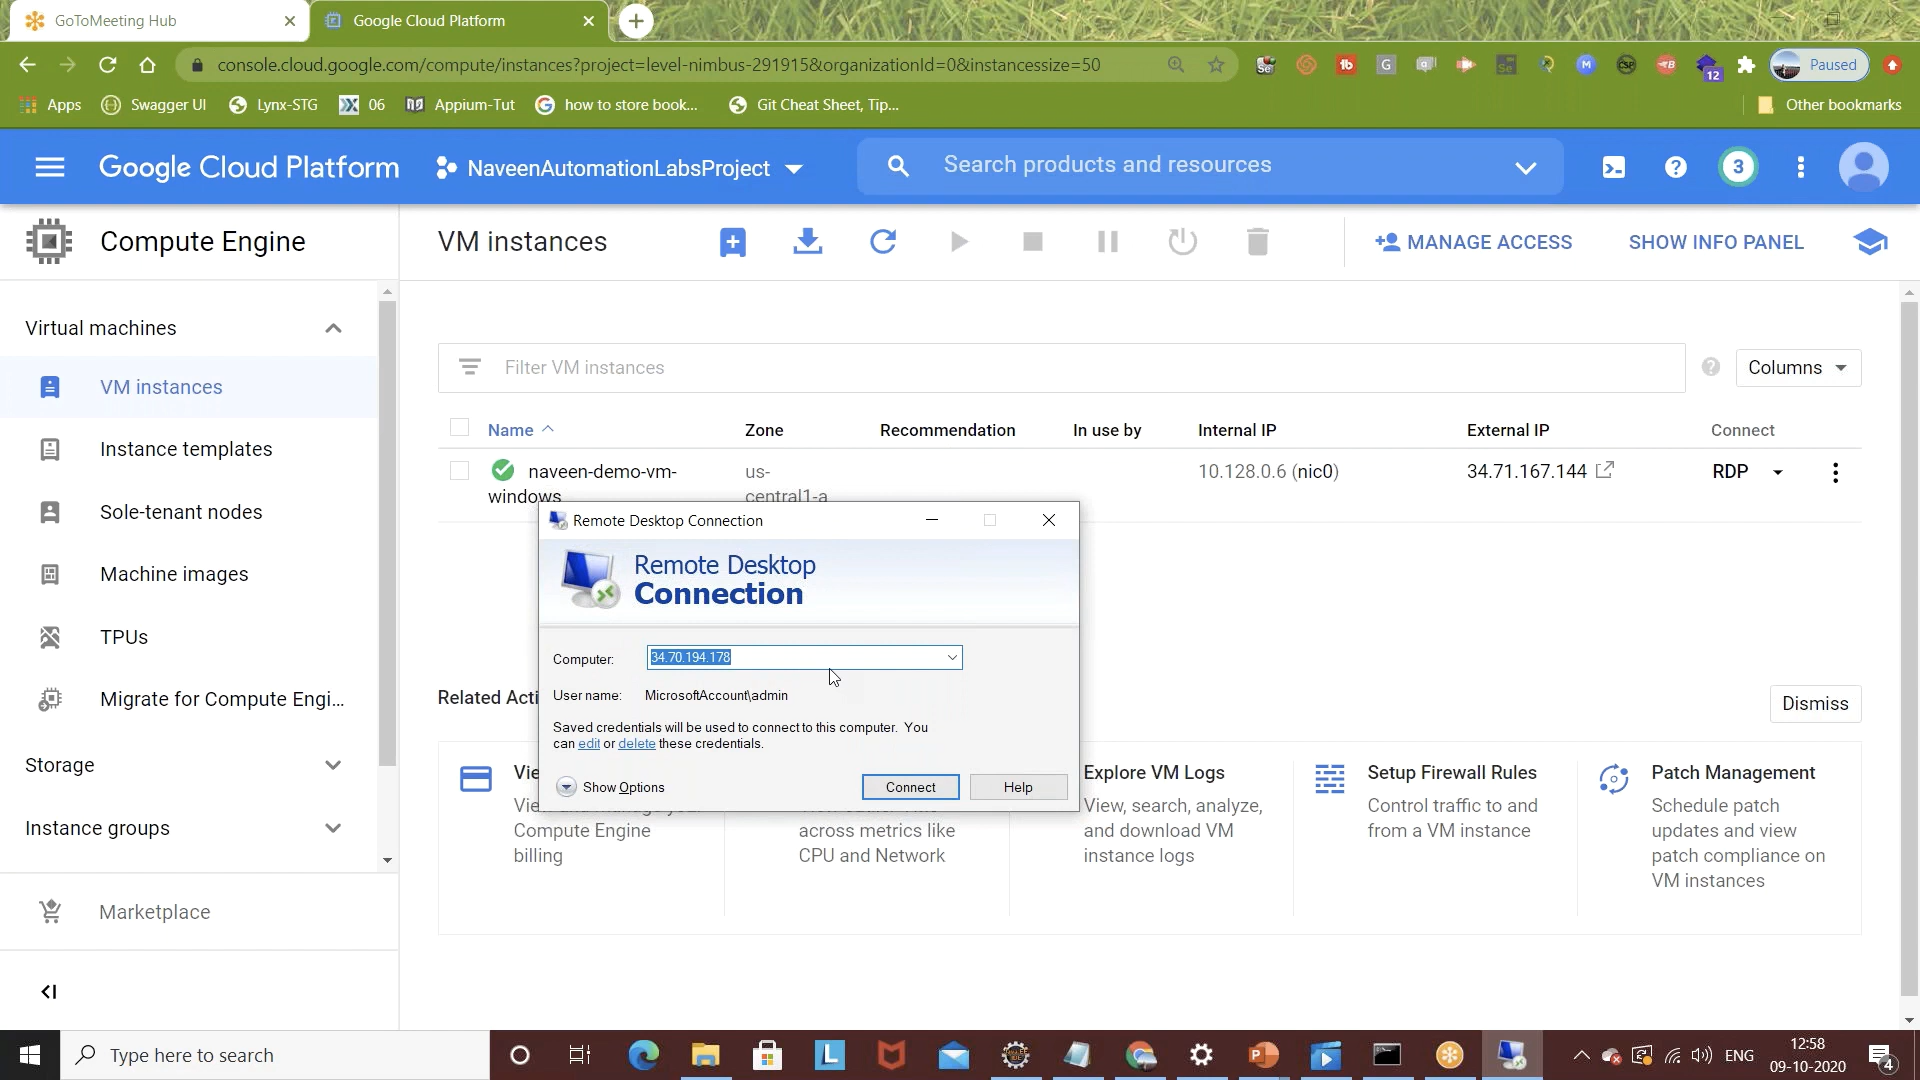 GoToMeeting Hub
Google Cloud Platform
console.cloud.google.com/compute/instances?project=level-nimbus-291915&organizationId=0&instancessize=50
Paused
12
Apps
Swagger UI
Lynx-STG
06
Appium-Tut
how to store book...
Git Cheat Sheet, Tip...
Other bookmarks
Google Cloud Platform
NaveenAutomationLabsProject
Search products and resources
3
Compute Engine
VM instances
MANAGE ACCESS
SHOW INFO PANEL
Virtual machines
VM instances
Instance templates
Sole-tenant nodes
Machine images
TPUs
Migrate for Compute Engi...
Storage
Instance groups
Marketplace
Filter VM instances
Columns
Name
Zone
Recommendation
In use by
Internal IP
External IP
Connect
naveen-demo-vm-
windows
us-
central1-a
10.128.0.6 (nic0)
34.71.167.144
RDP
Remote Desktop Connection
Remote Desktop
Connection
Computer:
34.70.194.178
User name:
MicrosoftAccount\admin
Saved credentials will be used to connect to this computer. You
can edit or delete these credentials.
Show Options
Connect
Help
Related Acti
Dismiss
Vie
Compute Engine
billing
across metrics like
CPU and Network
Explore VM Logs
View, search, analyze,
and download VM
instance logs
Setup Firewall Rules
Control traffic to and
from a VM instance
Patch Management
Schedule patch
updates and view
patch compliance on
VM instances
Type here to search
ENG
12:58
09-10-2020
4